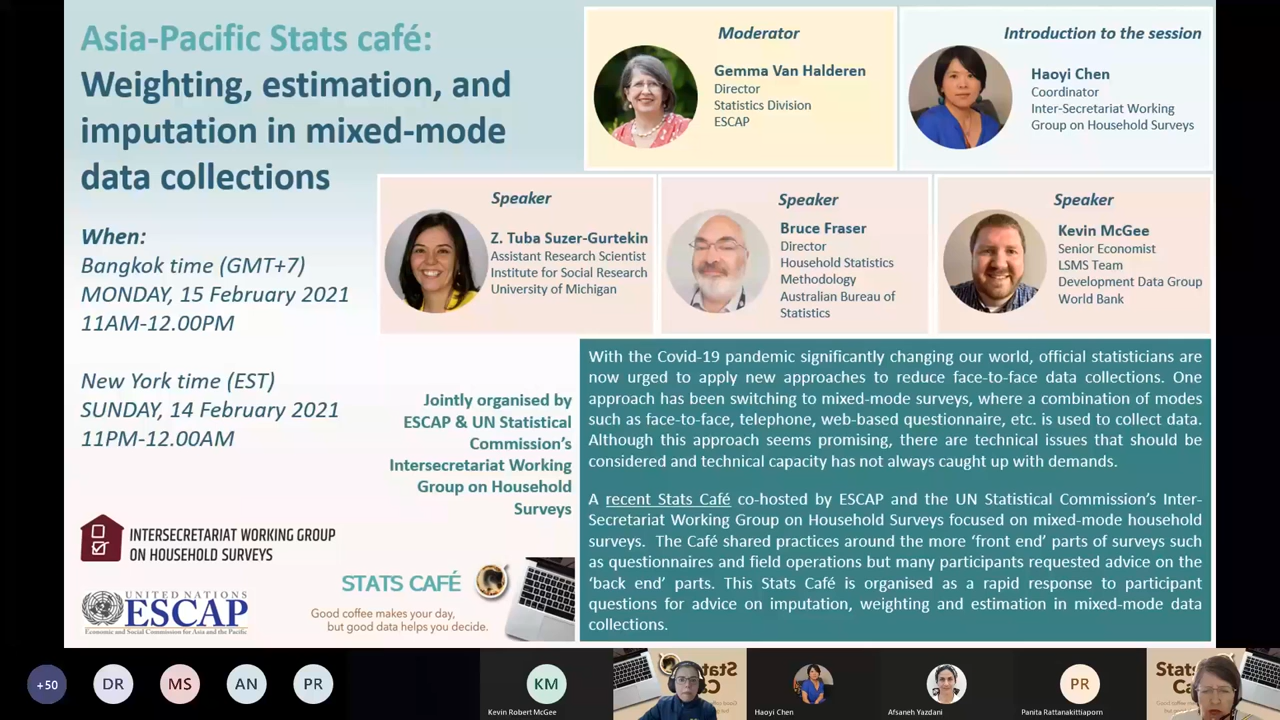 Asia-Pacific Stats café:
Weighting, estimation, and
imputation in mixed-mode
data collections
When:
Bangkok time (GMT+7)
MONDAY, 15 February 2021
11AM-12.00PM
New York time (EST)
SUNDAY, 14 February 2021
11PM-12.00AM
Moderator
Gemma Van Halderen
Director
Statistics Division
ESCAP
Introduction to the session
Haoyi Chen
Coordinator
Inter-Secretariat Working
Group on Household Surveys
Speaker
Z. Tuba Suzer-Gurtekin
Assistant Research Scientist
Institute for Social Research
University of Michigan
Speaker
Bruce Fraser
Director
Household Statistics
Methodology
Australian Bureau of
Statistics
Speaker
Kevin McGee
Senior Economist
LSMS Team
Development Data Group
World Bank
Jointly organised by
ESCAP & UN Statistical
Commission's
Intersecretariat Working
Group on Household
Surveys
With the Covid-19 pandemic significantly changing our world, official statisticians are
now urged to apply new approaches to reduce face-to-face data collections. One
approach has been switching to mixed-mode surveys, where a combination of modes
such as face-to-face, telephone, web-based questionnaire, etc. is used to collect data.
Although this approach seems promising, there are technical issues that should be
considered and technical capacity has not always caught up with demands.
A recent Stats Café co-hosted by ESCAP and the UN Statistical Commission's Inter-
Secretariat Working Group on Household Surveys focused on mixed-mode household
surveys. The Café shared practices around the more 'front end' parts of surveys such
as questionnaires and field operations but many participants requested advice on the
'back end' parts. This Stats Café is organised as a rapid response to participant
questions for advice on imputation, weighting and estimation in mixed-mode data
collections.
INTERSECRETARIAT WORKING GROUP
ON HOUSEHOLD SURVEYS
UNITED NATIONS
ESCAP
Economic and Social Commission for Asia and the Pacific
STATS CAFÉ
Good coffee makes your day,
but good data helps you decide.
+50
DR
MS
AN
PR
KM
Kevin Robert McGee
Haoyi Chen
Afsaneh Yazdani
PR
Panita Rattanakittiaporn
Stats